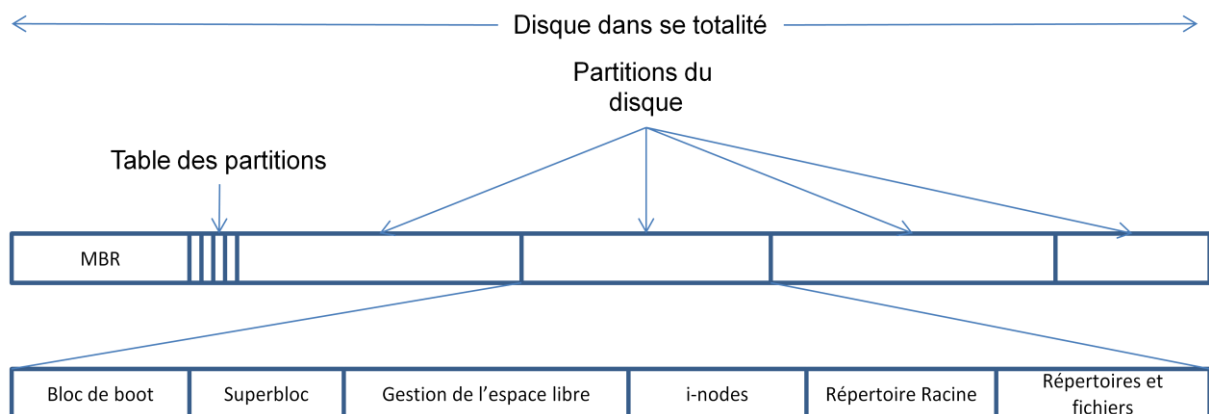 Disque dans se totalité
Partitions du
disque
Table des partitions
MBR
Bloc de boot
Superbloc
Gestion de l'espace libre
i-nodes
Répertoire Racine
Répertoires et
fichiers